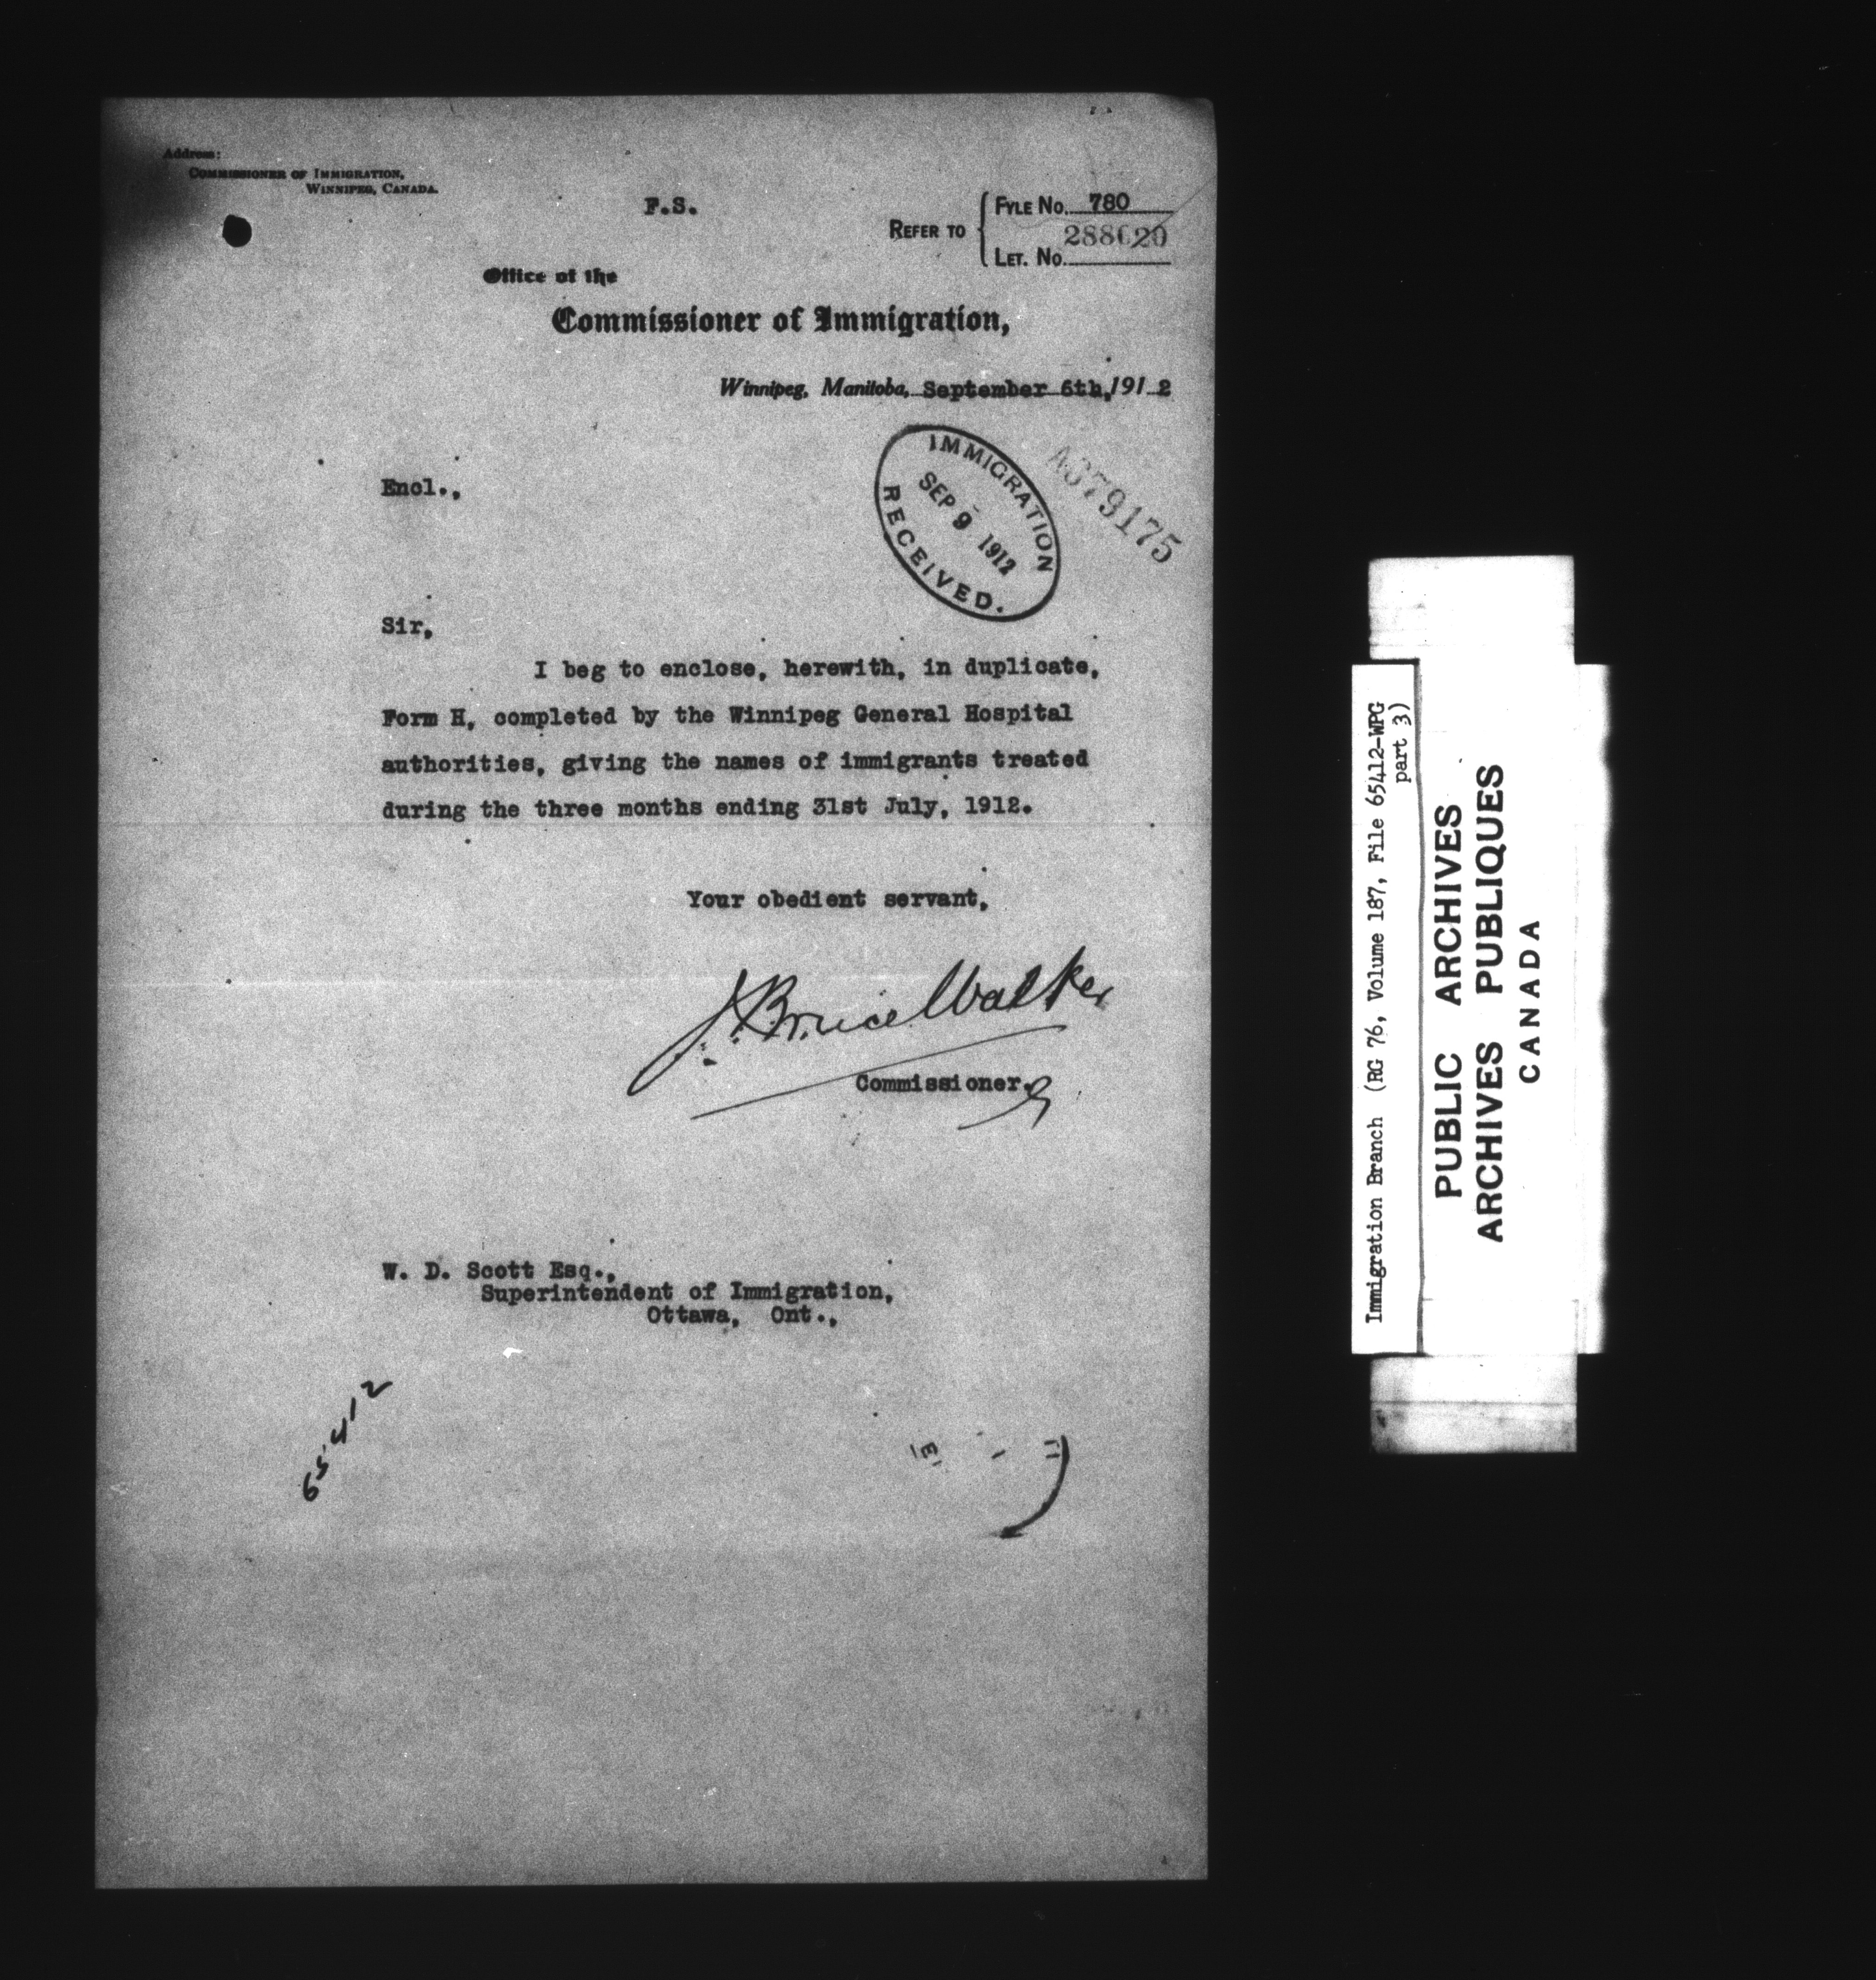 Address:
COMMISSIONER OF IMMIGRATION,
WINNIPEG, CANADA.
F.S.
REFER TO
FYLE No. 780
LET. No.
Office of the
Commissioner of Immigration,
Winnipeg, Manitoba, September 6th, 1912
IMMIGRATION
SEP 9 1912
RECEIVED.
Encl.,
Sir,
I beg to enclose, herewith, in duplicate,
Form H, completed by the Winnipeg General Hospital
authorities, giving the names of immigrants treated
during the three months ending 31st July, 1912.
Your obedient servant,
J. Bruce Walker
Commissioner.
W. D. Scott Esq.,
Superintendent of Immigration,
Ottawa, Ont.,
65412
Immigration Branch (RG 76, Volume 187, File 65412-WPG
part 3)
PUBLIC ARCHIVES
ARCHIVES PUBLIQUES
CANADA